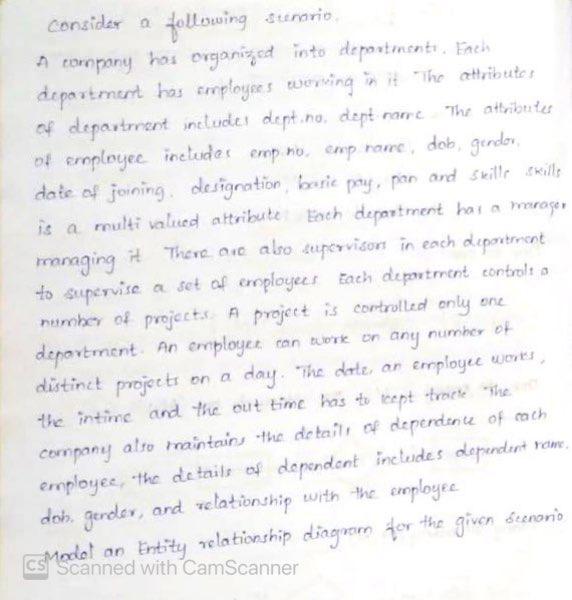 Consider a following scenario.
A company has organized into departments. Each
department has employees working in it The attributes
of department includes dept.no, dept name. The attributes
of employee includes emp.no, emp name, dob, gender,
date of joining, designation, basic pay, pan and skills skills
is a multi valued attribute. Each department has a manager
managing it There are also supervisors in each department
to supervise a set of employees Each department controls a
number of projects. A project is controlled only one
department. An employee can work on any number of
distinct projects on a day. The date, an employee works,
the intime and the out time has to kept track The
company also maintains the details of dependence of each
employee, the details of dependent includes dependent name,
dob, gender, and relationship with the employee
Model an Entity relationship diagram for the given scenario
CS Scanned with CamScanner